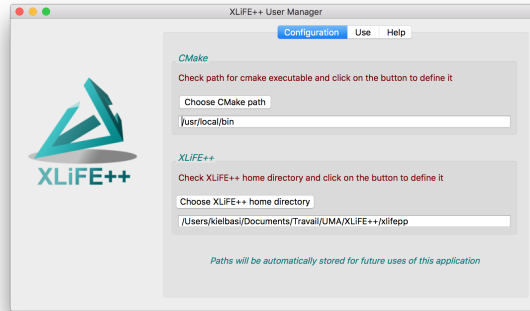 XLiFE++ User Manager
Configuration Use Help
CMake
Check path for cmake executable and click on the button to define it
Choose CMake path
/usr/local/bin
XLiFE++
XLiFE++
Check XLiFE++ home directory and click on the button to define it
Choose XLiFE++ home directory
/Users/kielbasi/Documents/Travail/UMA/XLiFE++/xlifepp
Paths will be automatically stored for future uses of this application